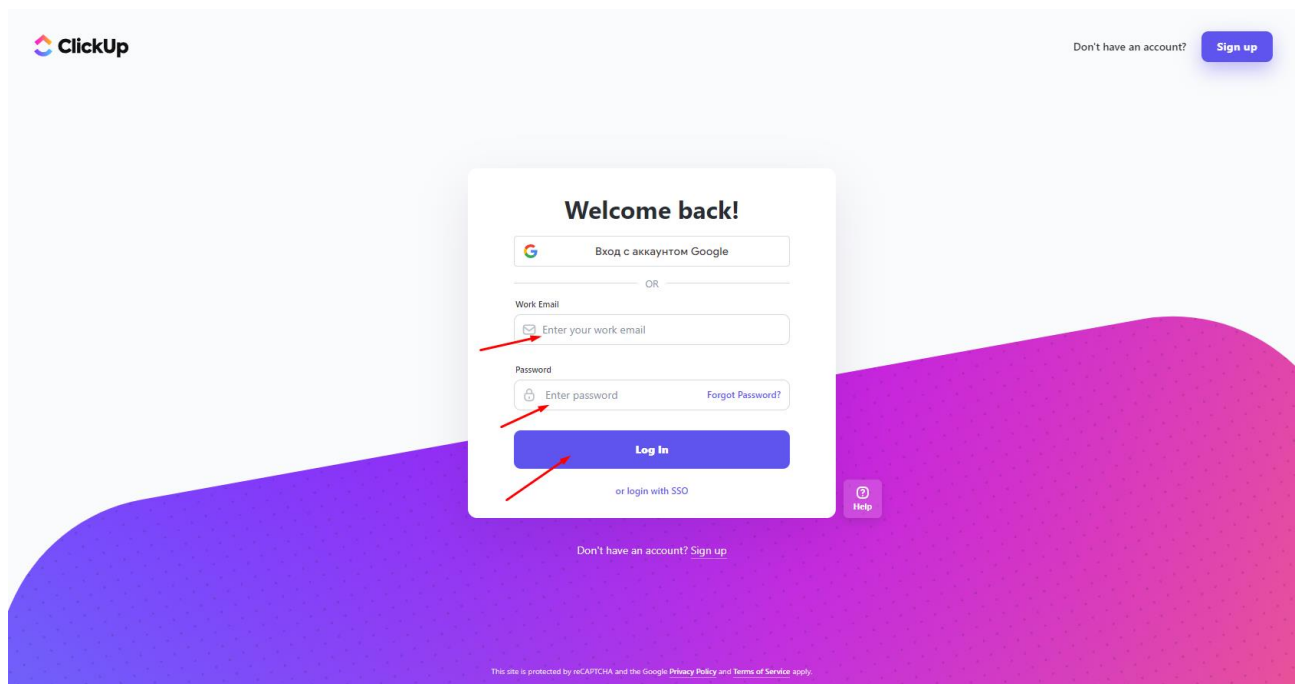 ClickUp
Don't have an account?
Sign up
Welcome back!
Вход с аккаунтом Google
OR
Work Email
Enter your work email
Password
Enter password
Forgot Password?
Log In
or login with SSO
Help
Don't have an account? Sign up
This site is protected by reCAPTCHA and the Google Privacy Policy and Terms of Service apply.